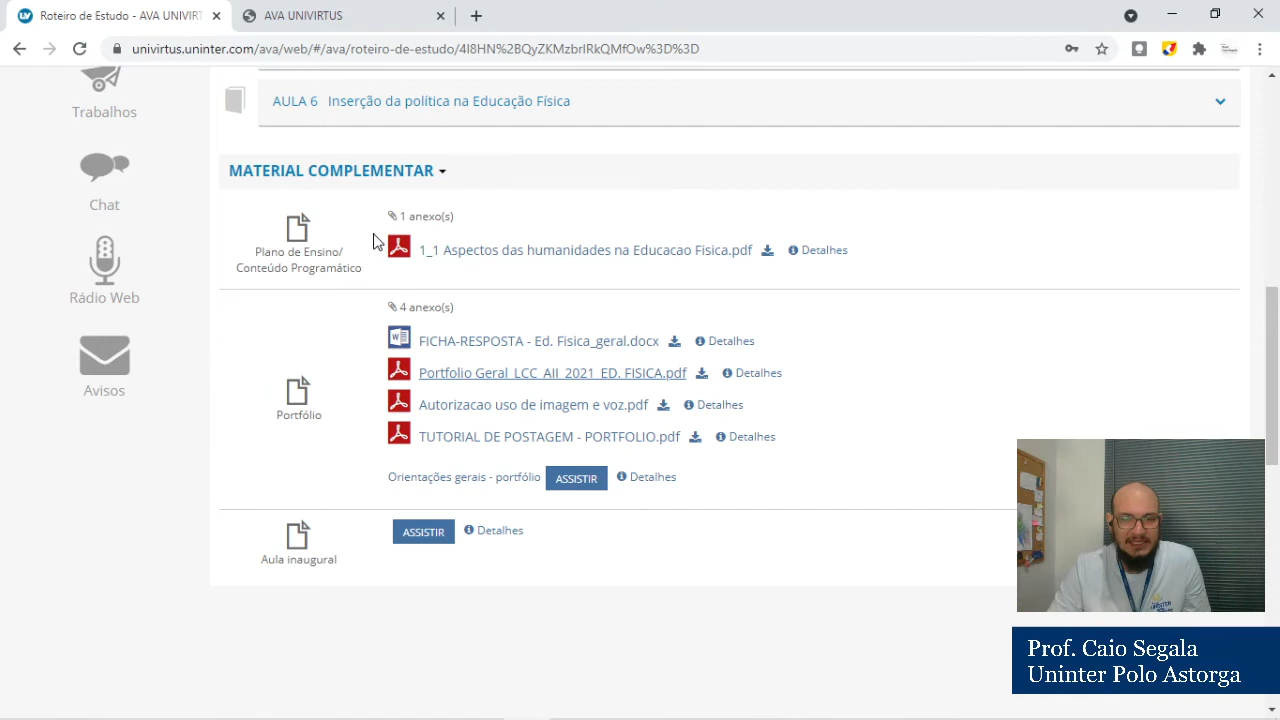 Roteiro de Estudo - AVA UNIVIRT
AVA UNIVIRTUS
univirtus.uninter.com/ava/web/#/ava/roteiro-de-estudo/4I8HN%2BQyZKMzbrIRkQMfOw%3D%3D
Trabalhos
Chat
Rádio Web
Avisos
AULA 6 Inserção da política na Educação Física
MATERIAL COMPLEMENTAR
Plano de Ensino/
Conteúdo Programático
1 anexo(s)
1_1 Aspectos das humanidades na Educacao Fisica.pdf Detalhes
Portfólio
4 anexo(s)
FICHA-RESPOSTA - Ed. Fisica_geral.docx Detalhes
Portfolio Geral_LCC_AII_2021_ED. FISICA.pdf Detalhes
Autorizacao uso de imagem e voz.pdf Detalhes
TUTORIAL DE POSTAGEM - PORTFOLIO.pdf Detalhes
Orientações gerais - portfólio ASSISTIR Detalhes
Aula inaugural
ASSISTIR Detalhes
Prof. Caio Segala
Uninter Polo Astorga